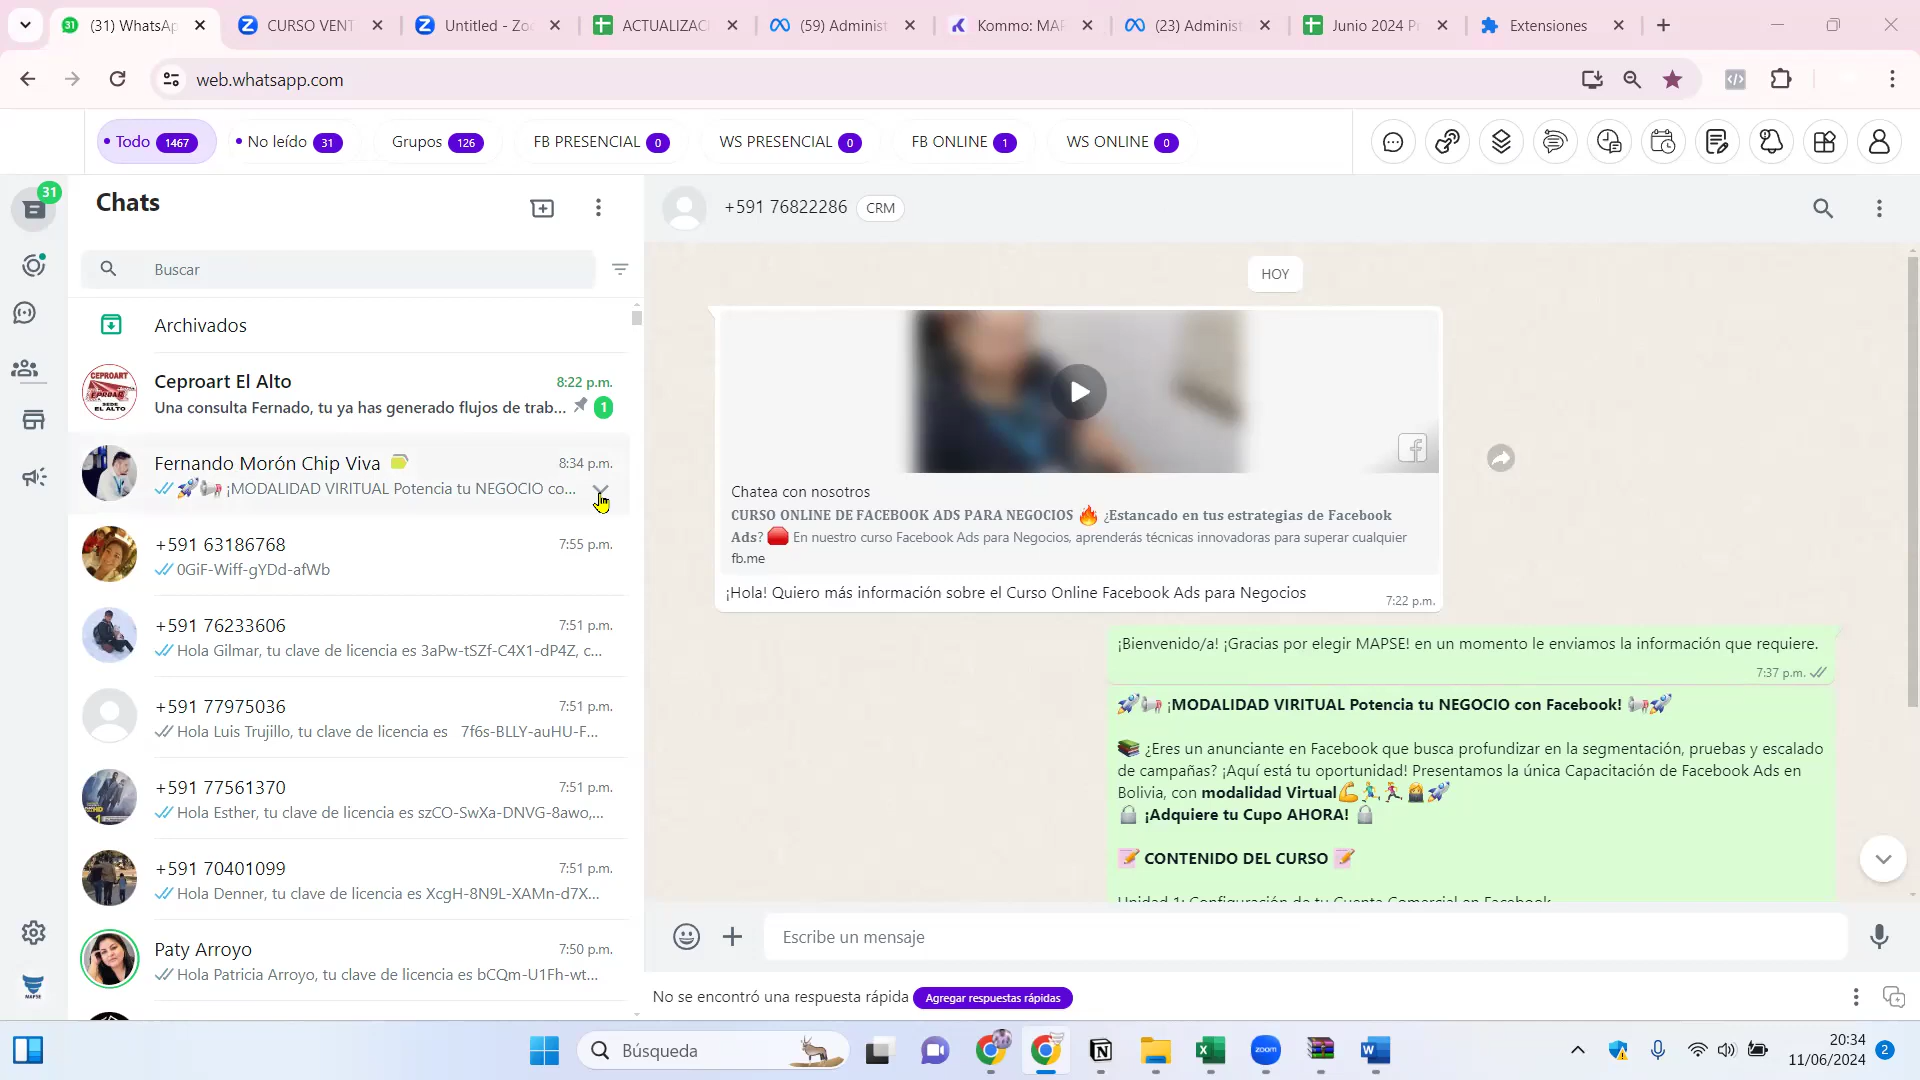 (31) WhatsAp
CURSO VENT
Untitled - Zo
ACTUALIZAC
(59) Administ
Kommo: MAP
(23) Administ
Junio 2024 P
Extensiones
web.whatsapp.com
Todo 1467
No leído 31
Grupos 126
FB PRESENCIAL 0
WS PRESENCIAL 0
FB ONLINE 1
WS ONLINE 0
31
Chats
Buscar
Archivados
CEPROART
SEDE
EL ALTO
Ceproart El Alto
8:22 p.m.
Una consulta Fernado, tu ya has generado flujos de trab...
1
Fernando Morón Chip Viva
8:34 p.m.
🚀 ¡MODALIDAD VIRITUAL Potencia tu NEGOCIO co...
+591 63186768
7:55 p.m.
0GiF-Wiff-gYDd-afWb
+591 76233606
7:51 p.m.
Hola Gilmar, tu clave de licencia es 3aPw-tSZf-C4X1-dP4Z, c...
+591 77975036
7:51 p.m.
Hola Luis Trujillo, tu clave de licencia es 7f6s-BLLY-auHU-F...
+591 77561370
7:51 p.m.
Hola Esther, tu clave de licencia es szCO-SwXa-DNVG-8awo,...
+591 70401099
7:51 p.m.
Hola Denner, tu clave de licencia es XcgH-8N9L-XAMn-d7X...
Paty Arroyo
7:50 p.m.
Hola Patricia Arroyo, tu clave de licencia es bCQm-U1Fh-wt...
MAPSE
+591 76822286
CRM
HOY
Chatea con nosotros
CURSO ONLINE DE FACEBOOK ADS PARA NEGOCIOS 🔥 ¿Estancado en tus estrategias de Facebook
Ads? 🛑 En nuestro curso Facebook Ads para Negocios, aprenderás técnicas innovadoras para superar cualquier
fb.me
¡Hola! Quiero más información sobre el Curso Online Facebook Ads para Negocios
7:22 p.m.
¡Bienvenido/a! ¡Gracias por elegir MAPSE! en un momento le enviamos la información que requiere.
7:37 p.m.
🚀 ¡MODALIDAD VIRITUAL Potencia tu NEGOCIO con Facebook! 🚀
📚 ¿Eres un anunciante en Facebook que busca profundizar en la segmentación, pruebas y escalado
de campañas? ¡Aquí está tu oportunidad! Presentamos la única Capacitación de Facebook Ads en
Bolivia, con modalidad Virtual
🔒 ¡Adquiere tu Cupo AHORA! 🔒
📝 CONTENIDO DEL CURSO 📝
Unidad 1: Configuración de tu Cuenta Comercial en Facebook
Escribe un mensaje
No se encontró una respuesta rápida
Agregar respuestas rápidas
Búsqueda
zoom
20:34
11/06/2024
2